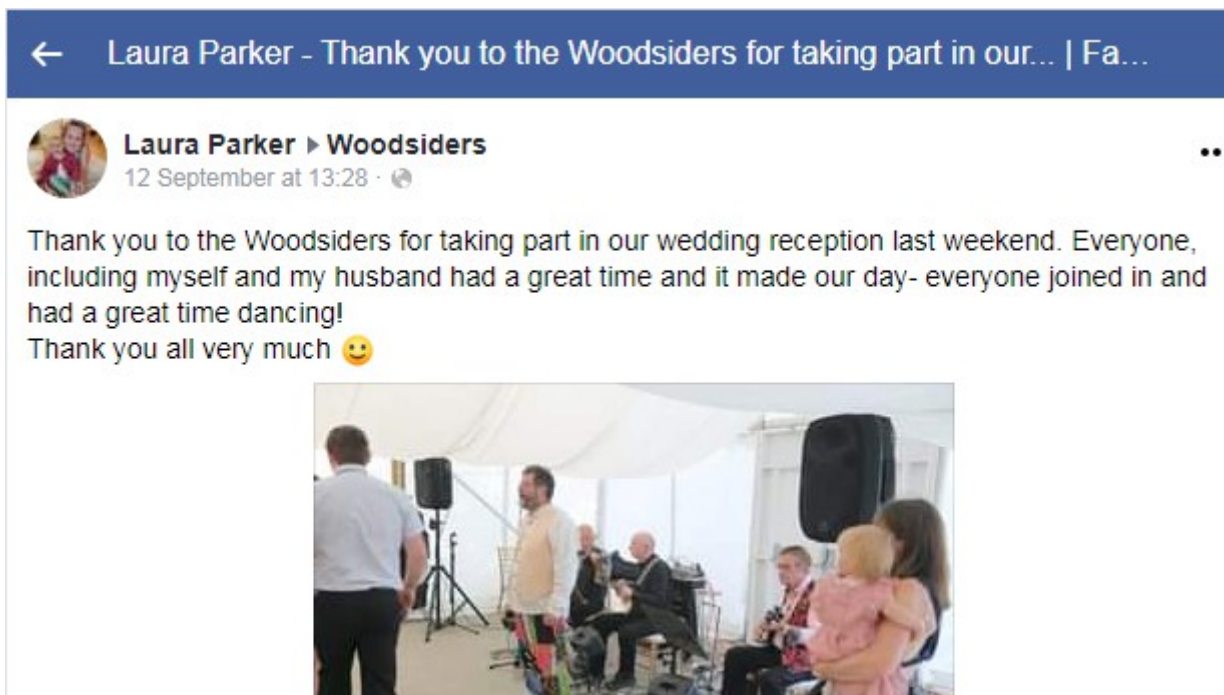 Laura Parker - Thank you to the Woodsiders for taking part in our... | Fa...
Laura Parker ▸ Woodsiders
12 September at 13:28 ·
Thank you to the Woodsiders for taking part in our wedding reception last weekend. Everyone,
including myself and my husband had a great time and it made our day- everyone joined in and
had a great time dancing!
Thank you all very much 🙂